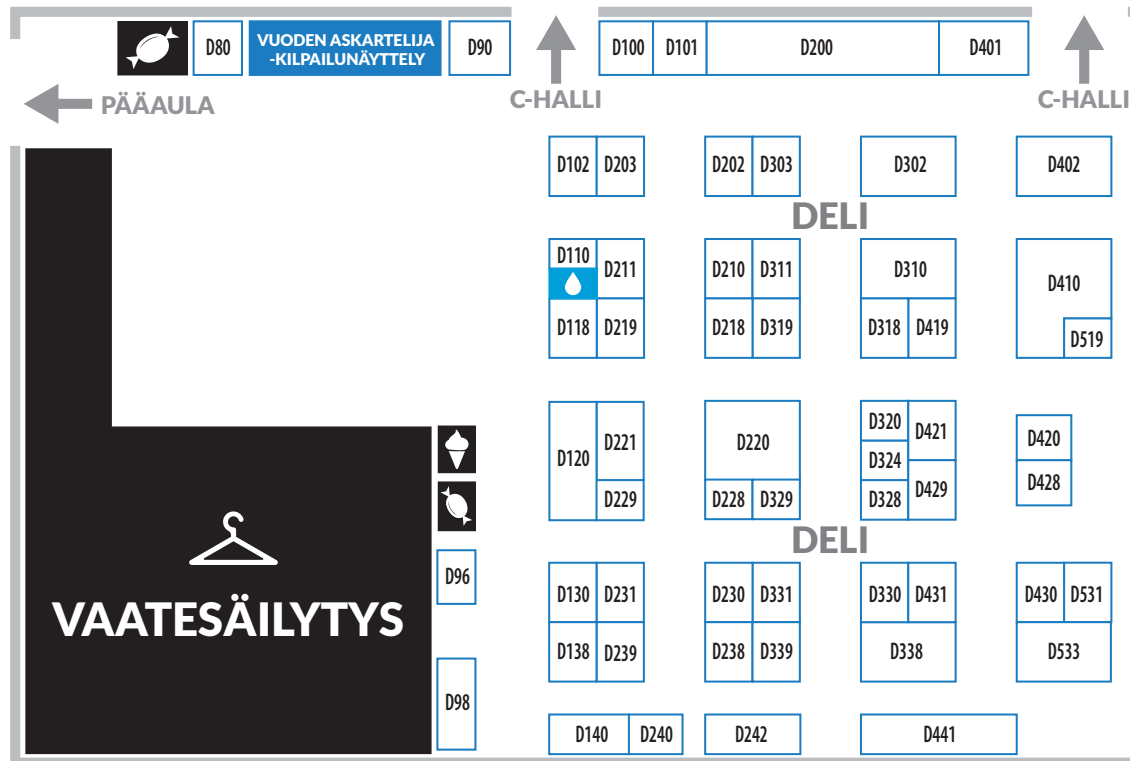 D80
VUODEN ASKARTELIJA
-KILPAILUNÄYTTELY
D90
D100
D101
D200
D401
PÄÄAULA
C-HALLI
C-HALLI
D102
D203
D202
D303
D302
D402
DELI
D110
D211
D210
D311
D310
D410
D118
D219
D218
D319
D318
D419
D519
D120
D221
D229
D220
D228
D329
D320
D324
D328
D421
D429
D420
D428
DELI
VAATESÄILYTYS
D96
D98
D130
D231
D230
D331
D330
D431
D430
D531
D138
D239
D238
D339
D338
D533
D140
D240
D242
D441